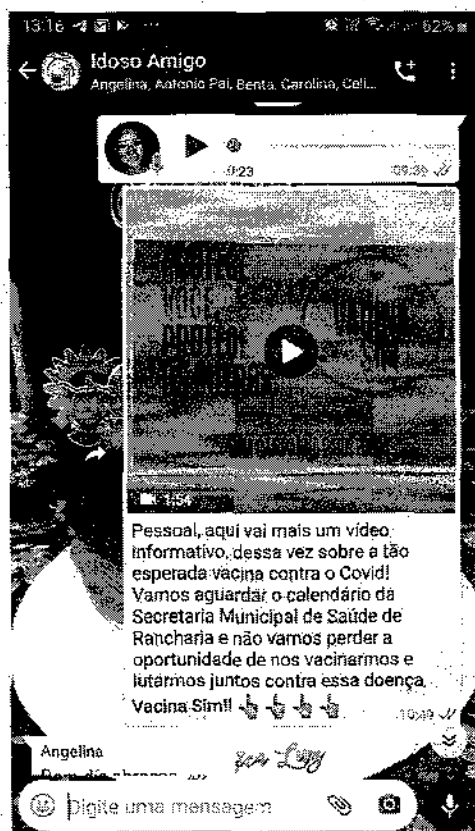 13:16
62%
Idoso Amigo
Angelina, Antonio Pai, Benta, Carolina, Celi...
0:23
09:36
Pessoal, aqui vai mais um vídeo
informativo, dessa vez sobre a tão
esperada vacina contra o Covid!
Vamos aguardar o calendário da
Secretaria Municipal de Saúde de
Rancharia e não vamos perder a
oportunidade de nos vacinarmos e
lutarmos juntos contra essa doença.
Vacina Sim!!
10:49
Angelina
Digite uma mensagem